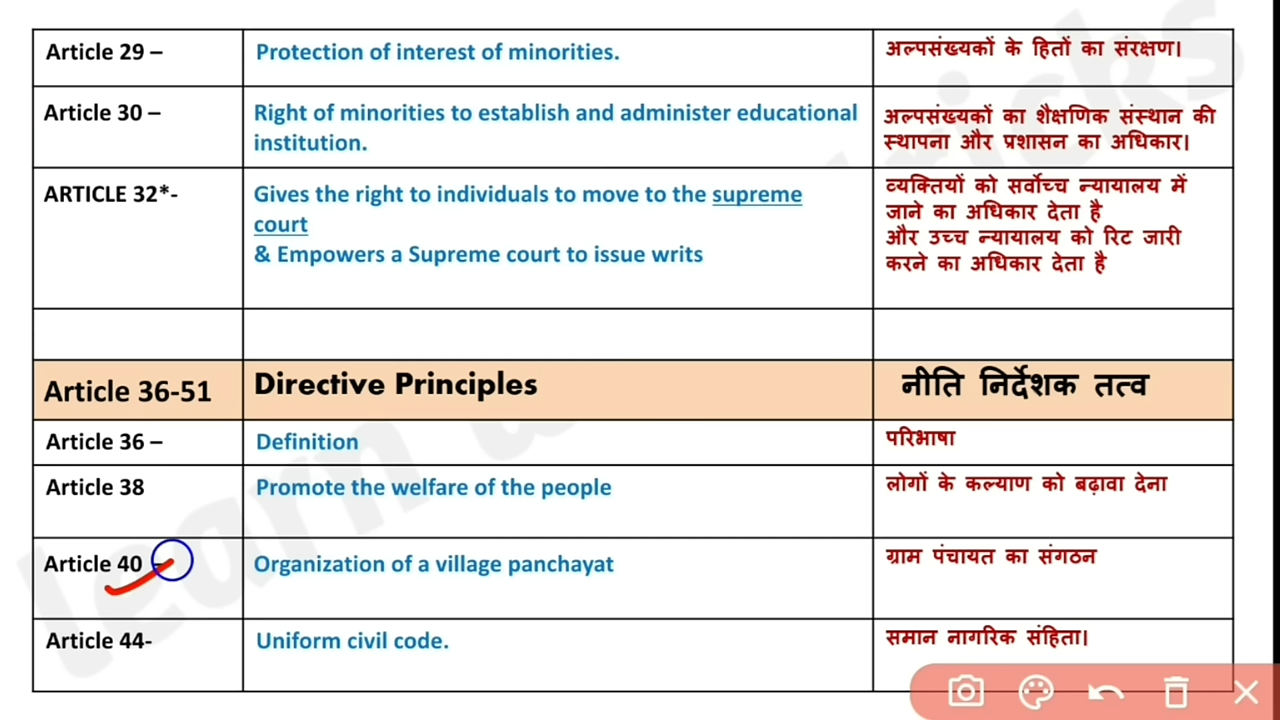 Article 29 –
Protection of interest of minorities.
अल्पसंख्यकों के हितों का संरक्षण।
Article 30 –
Right of minorities to establish and administer educational
institution.
अल्पसंख्यकों का शैक्षणिक संस्थान की
स्थापना और प्रशासन का अधिकार।
ARTICLE 32*-
Gives the right to individuals to move to the supreme
court
& Empowers a Supreme court to issue writs
व्यक्तियों को सर्वोच्च न्यायालय में
जाने का अधिकार देता है
और उच्च न्यायालय को रिट जारी
करने का अधिकार देता है
Article 36-51
Directive Principles
नीति निर्देशक तत्व
Article 36 –
Definition
परिभाषा
Article 38
Promote the welfare of the people
लोगों के कल्याण को बढ़ावा देना
Article 40 –
Organization of a village panchayat
ग्राम पंचायत का संगठन
Article 44-
Uniform civil code.
समान नागरिक संहिता।